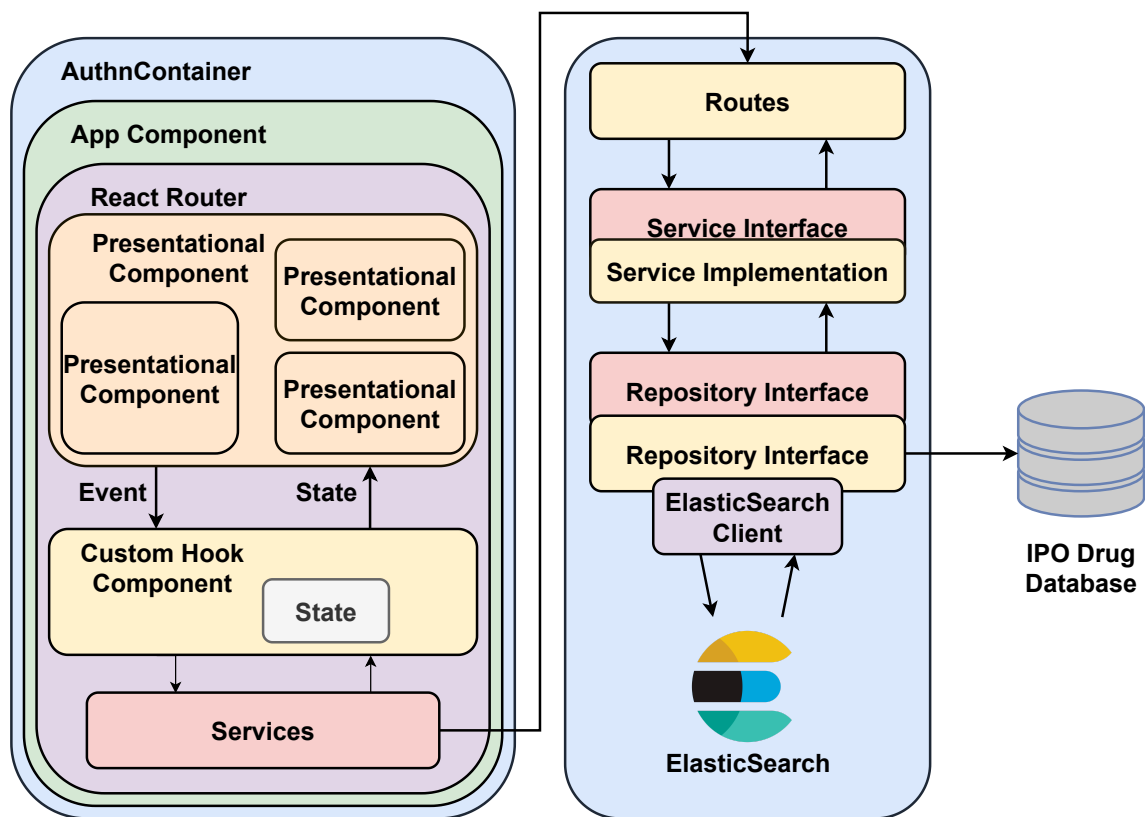 AuthnContainer
App Component
React Router
Presentational
Component
Presentational
Component
Presentational
Component
Presentational
Component
Event
State
Custom Hook
Component
State
Services
Routes
Service Interface
Service Implementation
Repository Interface
Repository Interface
ElasticSearch
Client
ElasticSearch
IPO Drug
Database